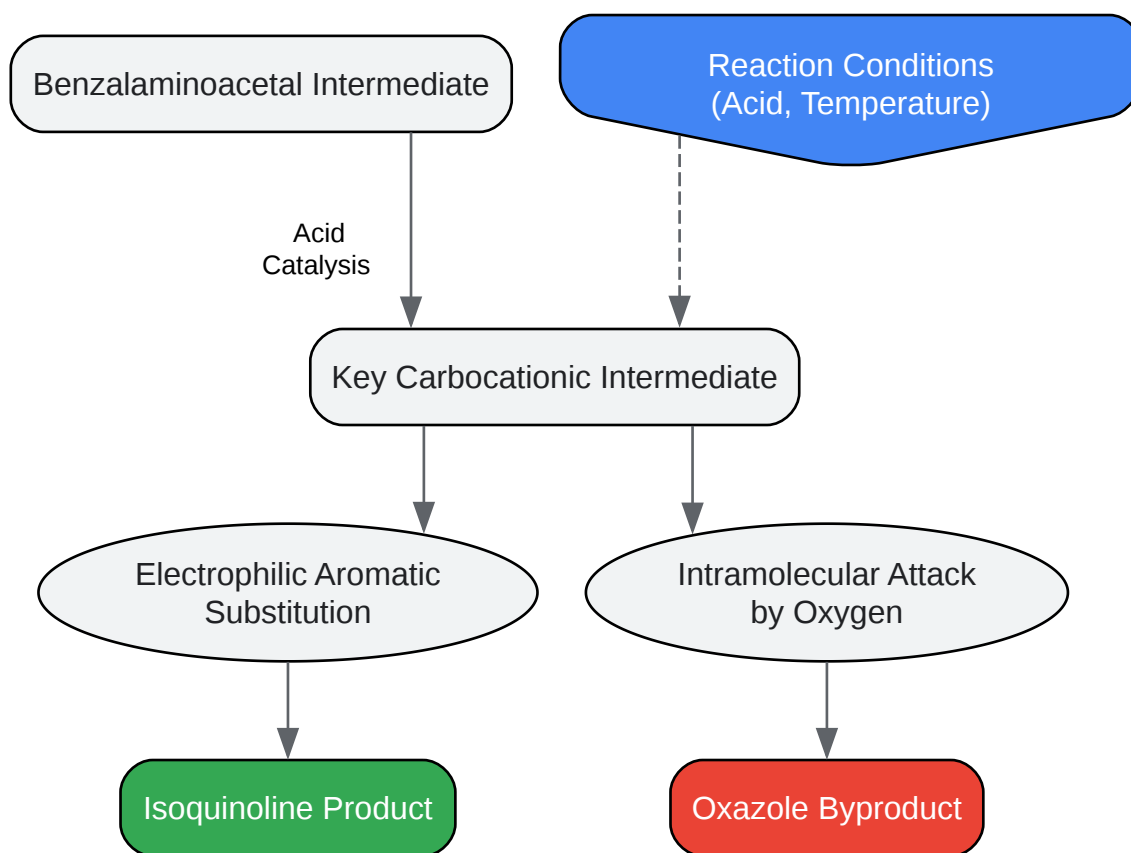 Benzalaminoacetal Intermediate
Reaction Conditions
(Acid, Temperature)
Acid
Catalysis
Key Carbocationic Intermediate
Electrophilic Aromatic
Substitution
Intramolecular Attack
by Oxygen
Isoquinoline Product
Oxazole Byproduct